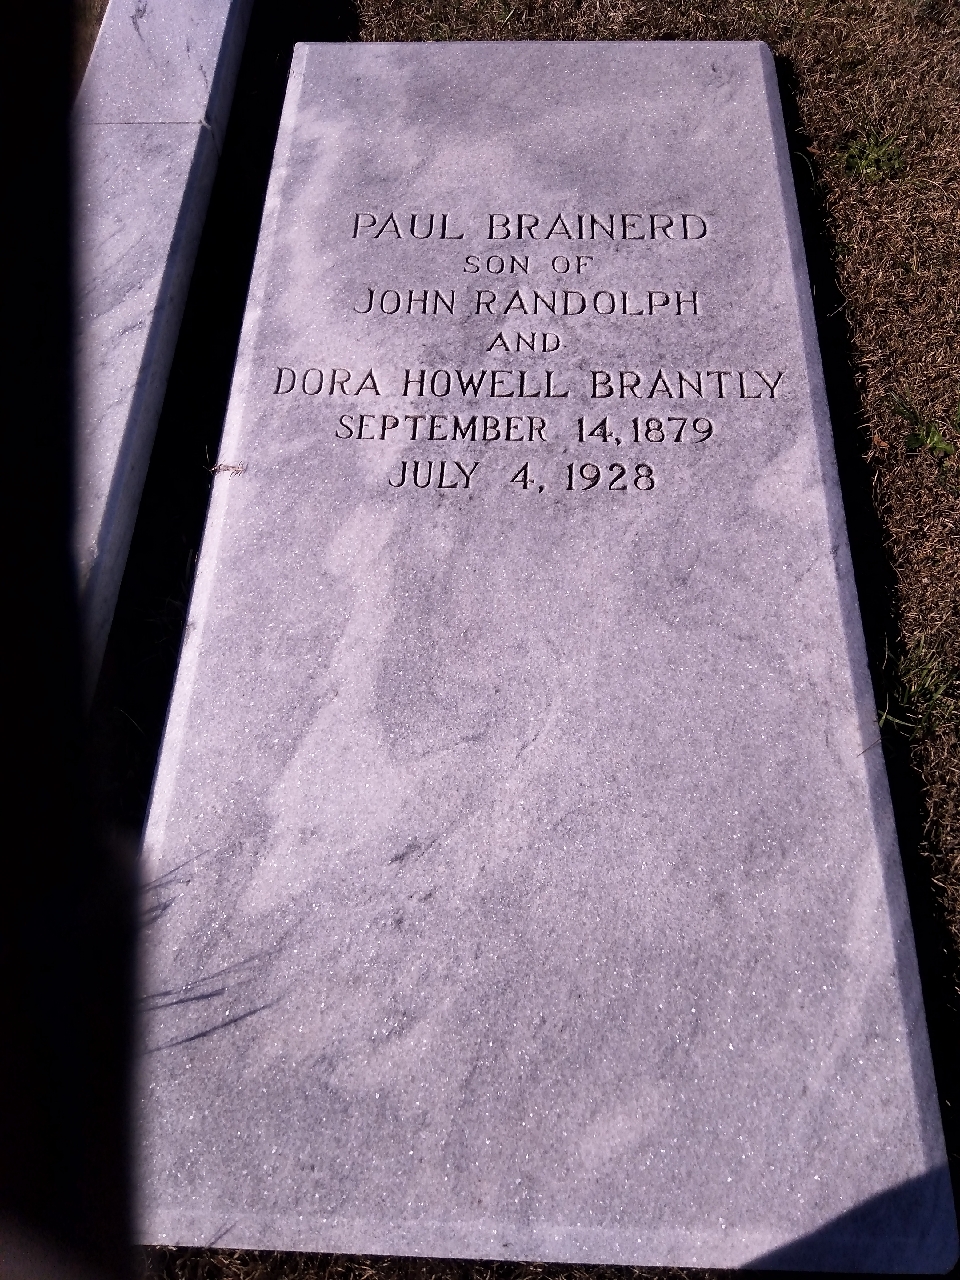 PAUL BRAINERD
SON OF
JOHN RANDOLPH
AND
DORA HOWELL BRANTLY
SEPTEMBER 14, 1879
JULY 4, 1928